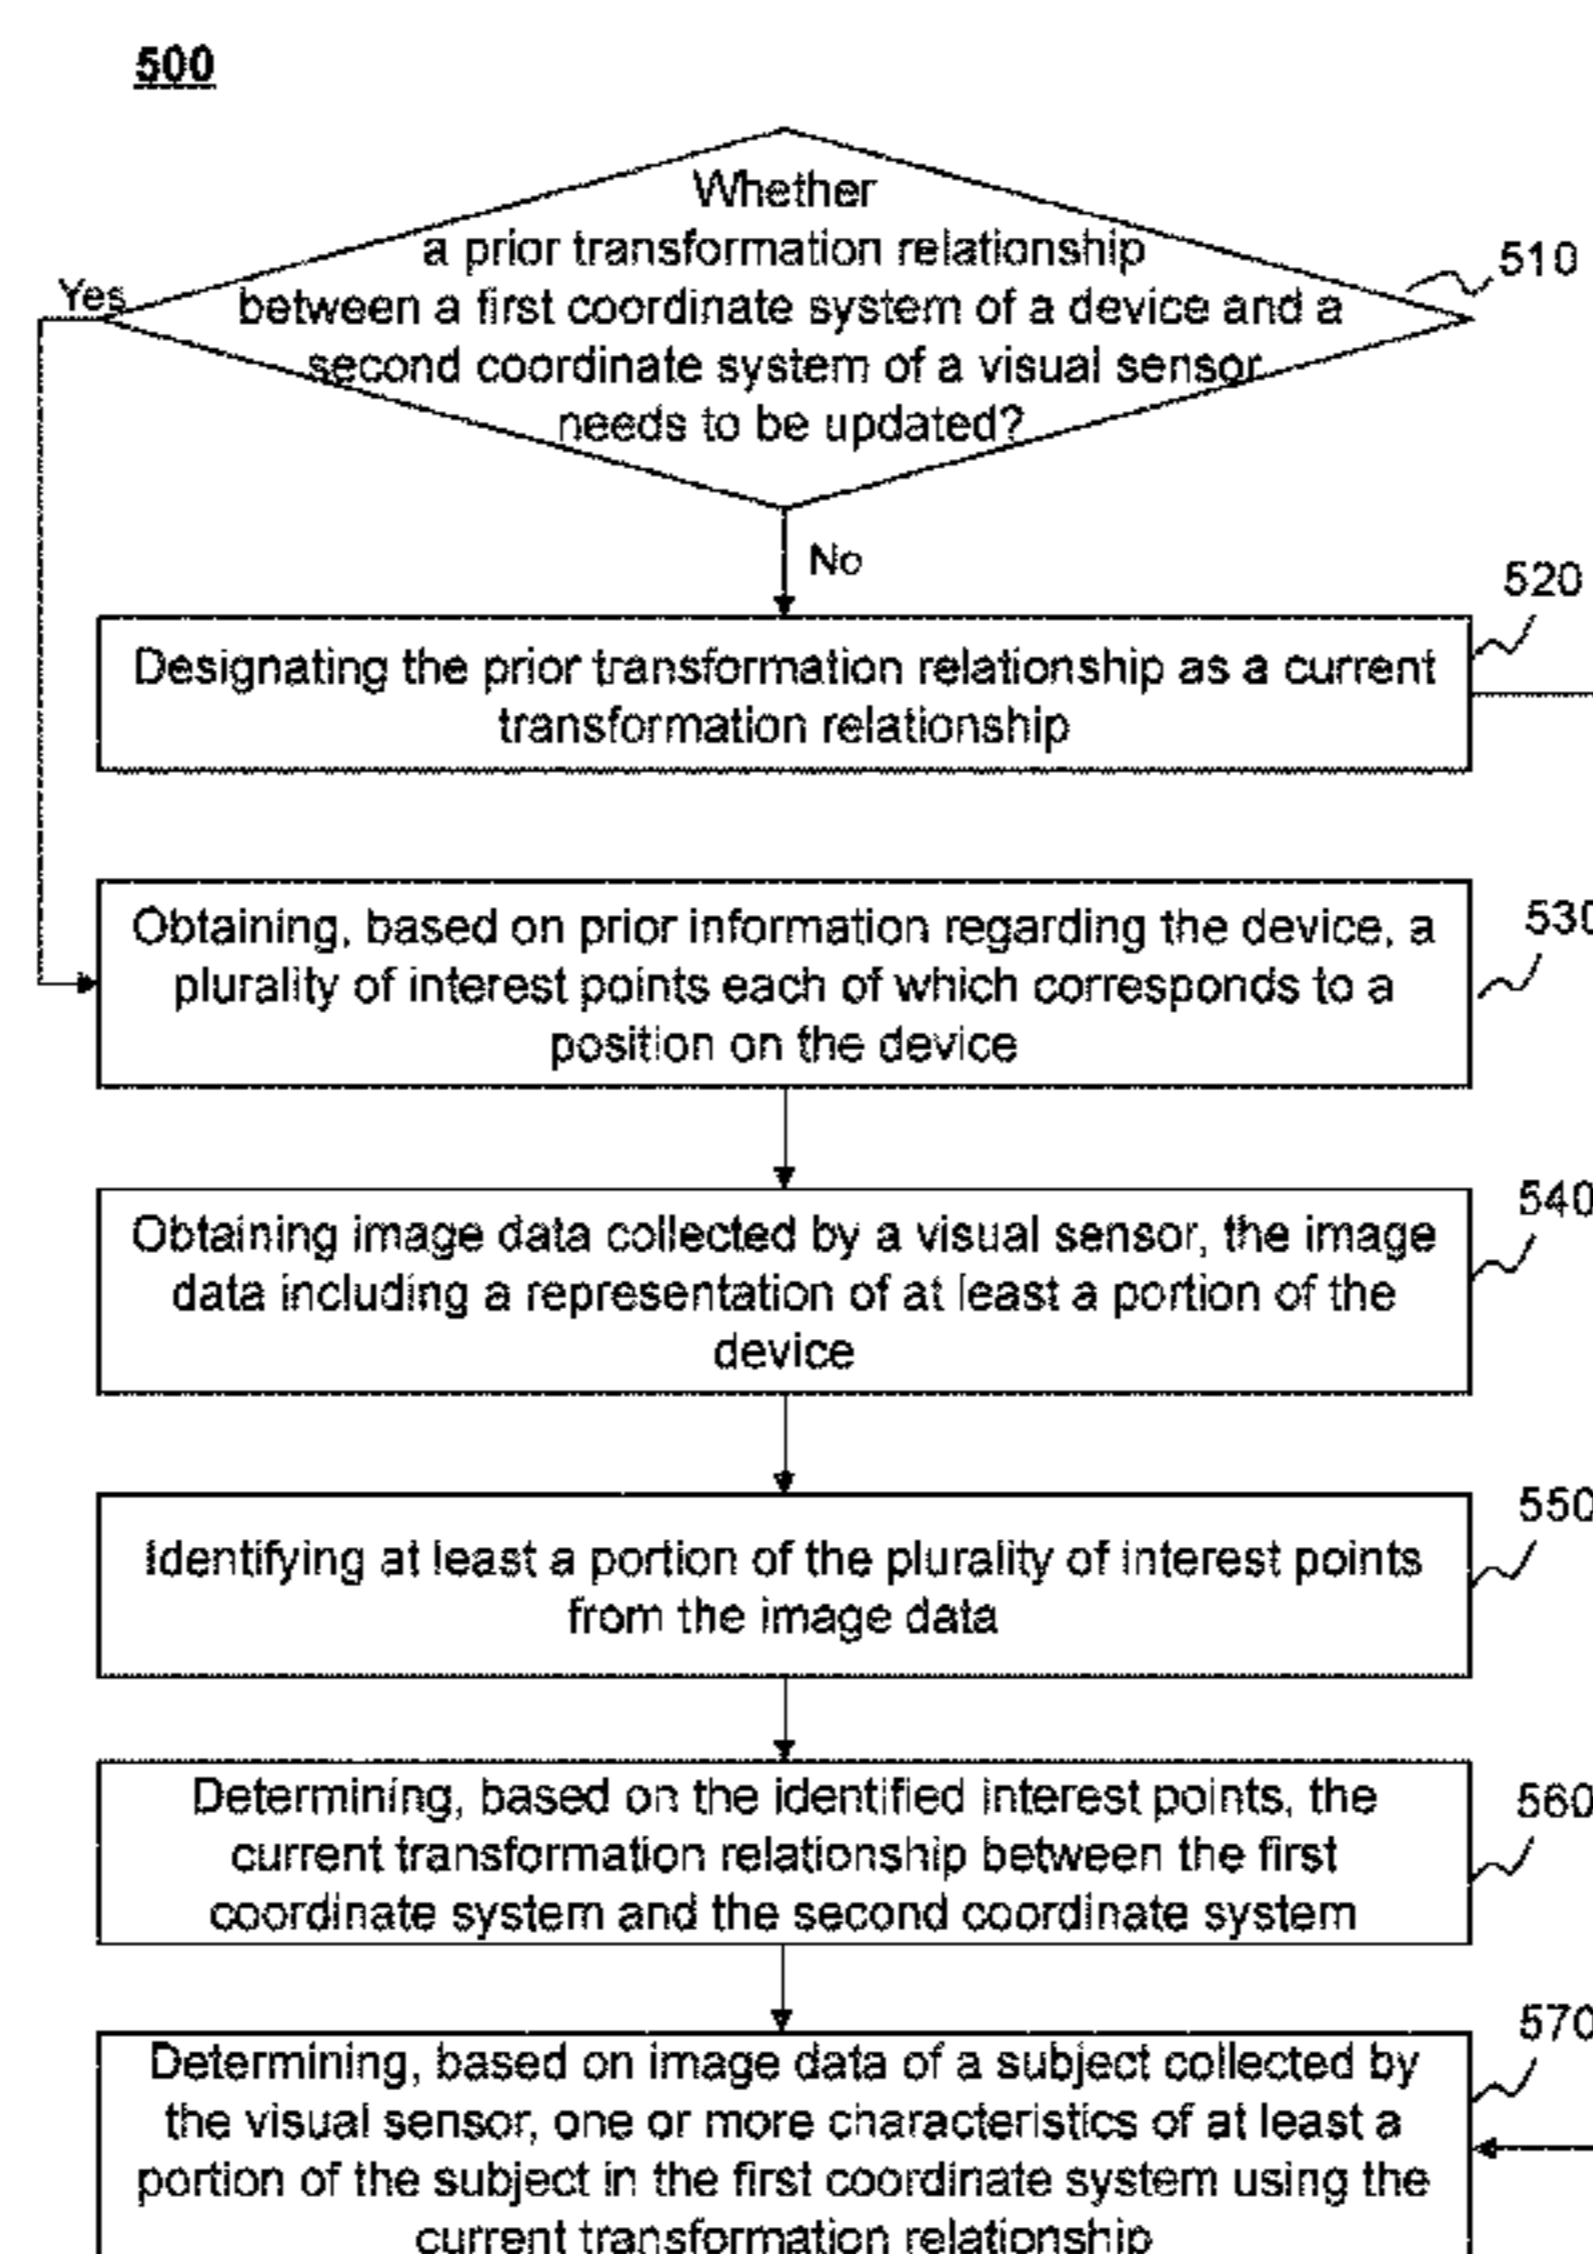 500
Whether
a prior transformation relationship
between a first coordinate system of a device and a
second coordinate system of a visual sensor
needs to be updated?
510
Yes
No
520
Designating the prior transformation relationship as a current
transformation relationship
530
Obtaining, based on prior information regarding the device, a
plurality of interest points each of which corresponds to a
position on the device
540
Obtaining image data collected by a visual sensor, the image
data including a representation of at least a portion of the
device
550
Identifying at least a portion of the plurality of interest points
from the image data
560
Determining, based on the identified interest points, the
current transformation relationship between the first
coordinate system and the second coordinate system
570
Determining, based on image data of a subject collected by
the visual sensor, one or more characteristics of at least a
portion of the subject in the first coordinate system using the
current transformation relationship